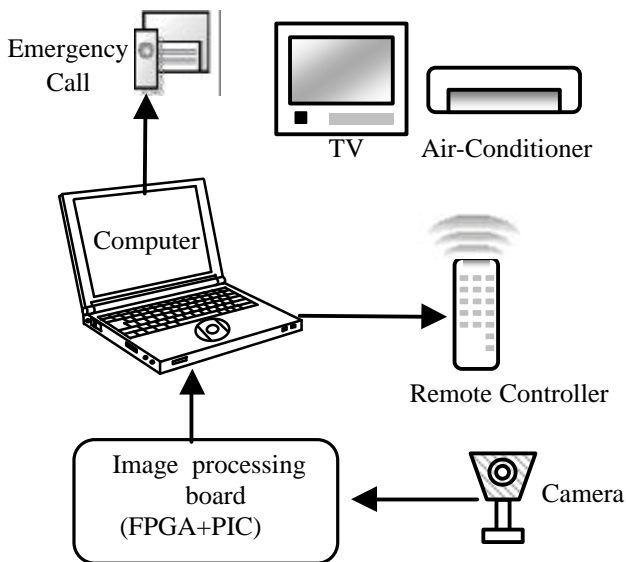 Emergency
Call
TV
Air-Conditioner
Computer
Remote Controller
Image processing
board
(FPGA+PIC)
Camera